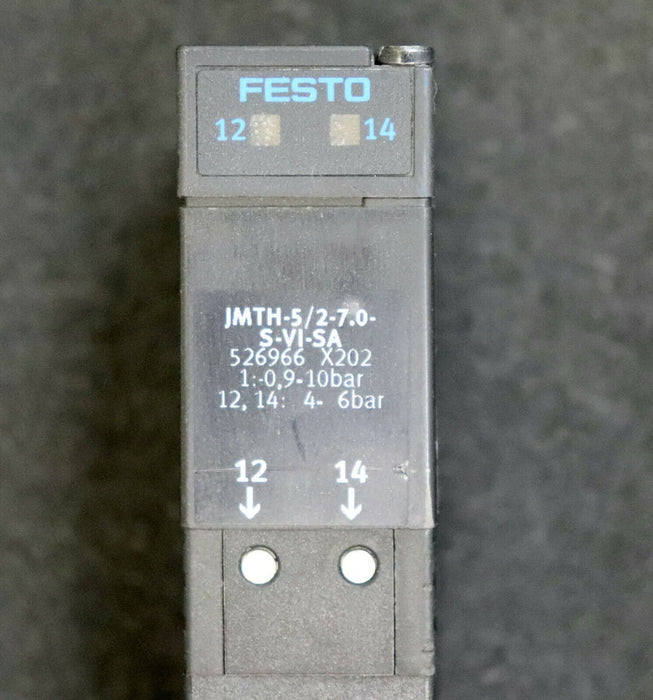 FESTO
12 14
JMTH-5/2-7.0-
S-VI-SA
526966 X202
1:-0,9-10bar
12, 14: 4- 6bar
12 14